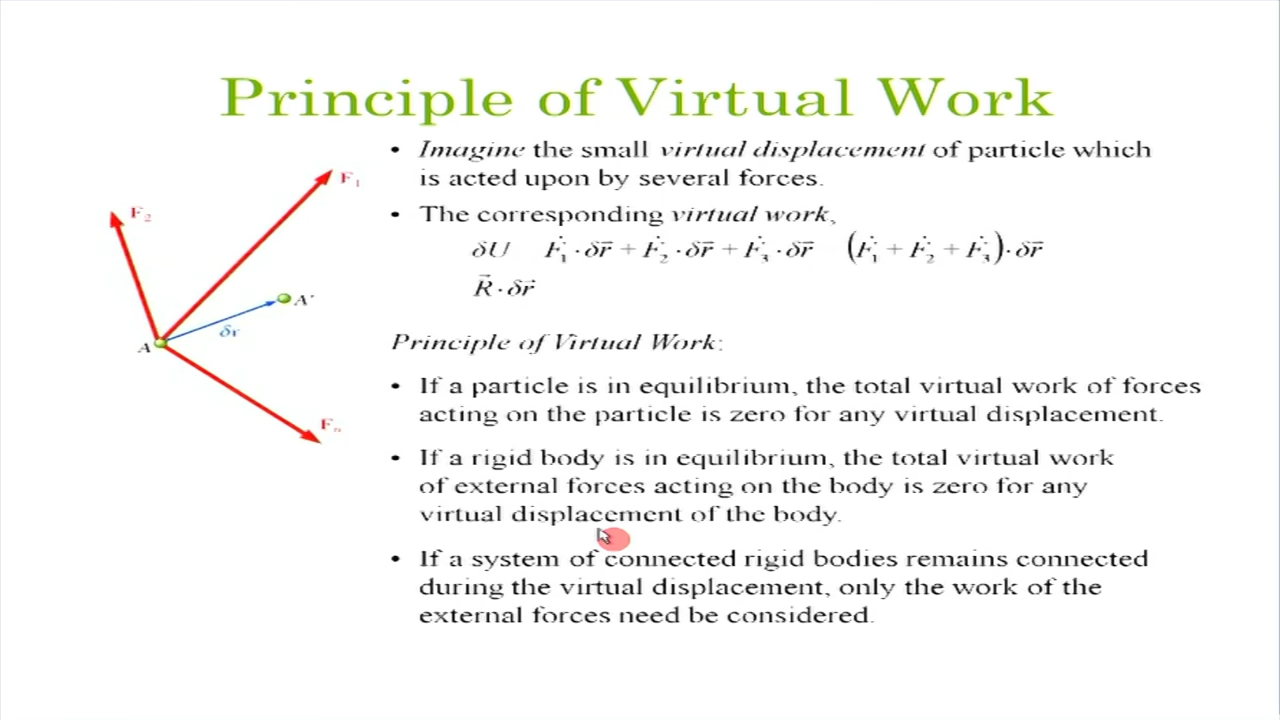 Principle of Virtual Work
• Imagine the small virtual displacement of particle which
is acted upon by several forces.
• The corresponding virtual work,
δU F₁ · δr⃗ + F₂ · δr⃗ + F₃ · δr⃗ (F₁ + F₂ + F₃) · δr⃗
R⃗ · δr⃗
Principle of Virtual Work:
• If a particle is in equilibrium, the total virtual work of forces
acting on the particle is zero for any virtual displacement.
• If a rigid body is in equilibrium, the total virtual work
of external forces acting on the body is zero for any
virtual displacement of the body.
• If a system of connected rigid bodies remains connected
during the virtual displacement, only the work of the
external forces need be considered.
F₁
F₂
A'
δr
A
Fₙ